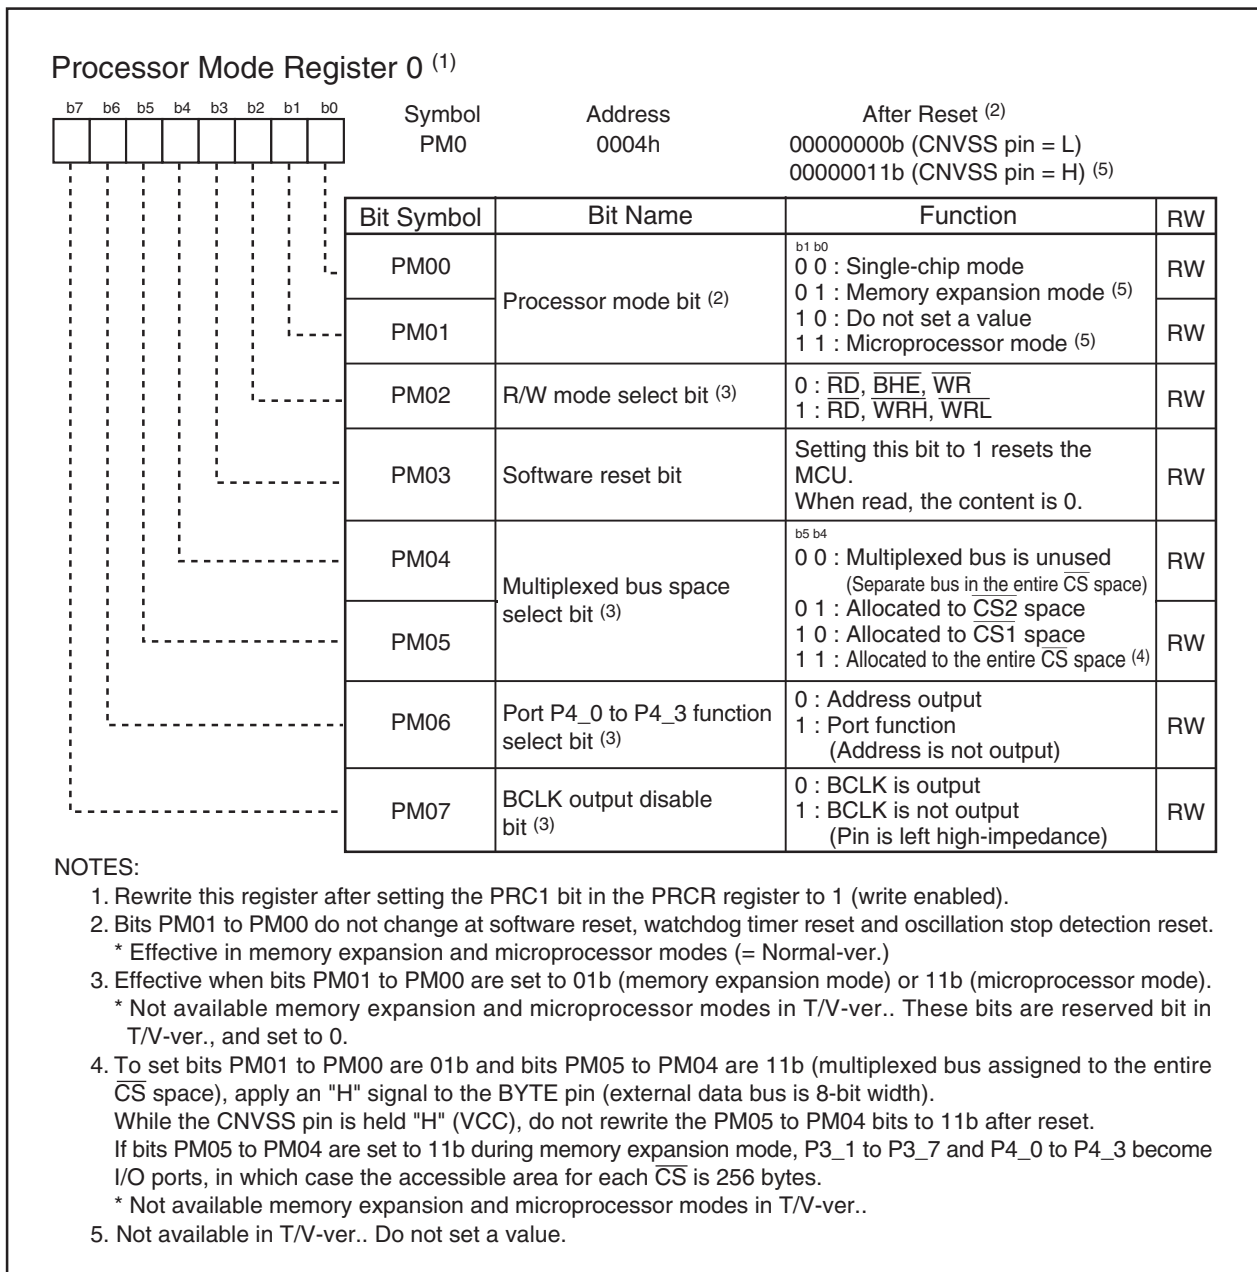 Processor Mode Register 0 (1)
b7 b6 b5 b4 b3 b2 b1 b0
Symbol Address After Reset (2)
PM0 0004h 00000000b (CNVSS pin = L)
00000011b (CNVSS pin = H) (5)
Bit Symbol Bit Name Function RW
PM00
PM01
Processor mode bit (2)
b1 b0
0 0 : Single-chip mode
0 1 : Memory expansion mode (5)
1 0 : Do not set a value
1 1 : Microprocessor mode (5)
RW
RW
PM02
R/W mode select bit (3)
0 : R̅D̅, B̅H̅E̅, W̅R̅
1 : R̅D̅, W̅R̅H̅, W̅R̅L̅
RW
PM03
Software reset bit
Setting this bit to 1 resets the
MCU.
When read, the content is 0.
RW
PM04
PM05
Multiplexed bus space
select bit (3)
b5 b4
0 0 : Multiplexed bus is unused
(Separate bus in the entire C̅S̅ space)
0 1 : Allocated to C̅S̅2̅ space
1 0 : Allocated to C̅S̅1̅ space
1 1 : Allocated to the entire C̅S̅ space (4)
RW
RW
PM06
Port P4_0 to P4_3 function
select bit (3)
0 : Address output
1 : Port function
(Address is not output)
RW
PM07
BCLK output disable
bit (3)
0 : BCLK is output
1 : BCLK is not output
(Pin is left high-impedance)
RW
NOTES:
1. Rewrite this register after setting the PRC1 bit in the PRCR register to 1 (write enabled).
2. Bits PM01 to PM00 do not change at software reset, watchdog timer reset and oscillation stop detection reset.
* Effective in memory expansion and microprocessor modes (= Normal-ver.)
3. Effective when bits PM01 to PM00 are set to 01b (memory expansion mode) or 11b (microprocessor mode).
* Not available memory expansion and microprocessor modes in T/V-ver.. These bits are reserved bit in
T/V-ver., and set to 0.
4. To set bits PM01 to PM00 are 01b and bits PM05 to PM04 are 11b (multiplexed bus assigned to the entire
C̅S̅ space), apply an "H" signal to the BYTE pin (external data bus is 8-bit width).
While the CNVSS pin is held "H" (VCC), do not rewrite the PM05 to PM04 bits to 11b after reset.
If bits PM05 to PM04 are set to 11b during memory expansion mode, P3_1 to P3_7 and P4_0 to P4_3 become
I/O ports, in which case the accessible area for each C̅S̅ is 256 bytes.
* Not available memory expansion and microprocessor modes in T/V-ver..
5. Not available in T/V-ver.. Do not set a value.